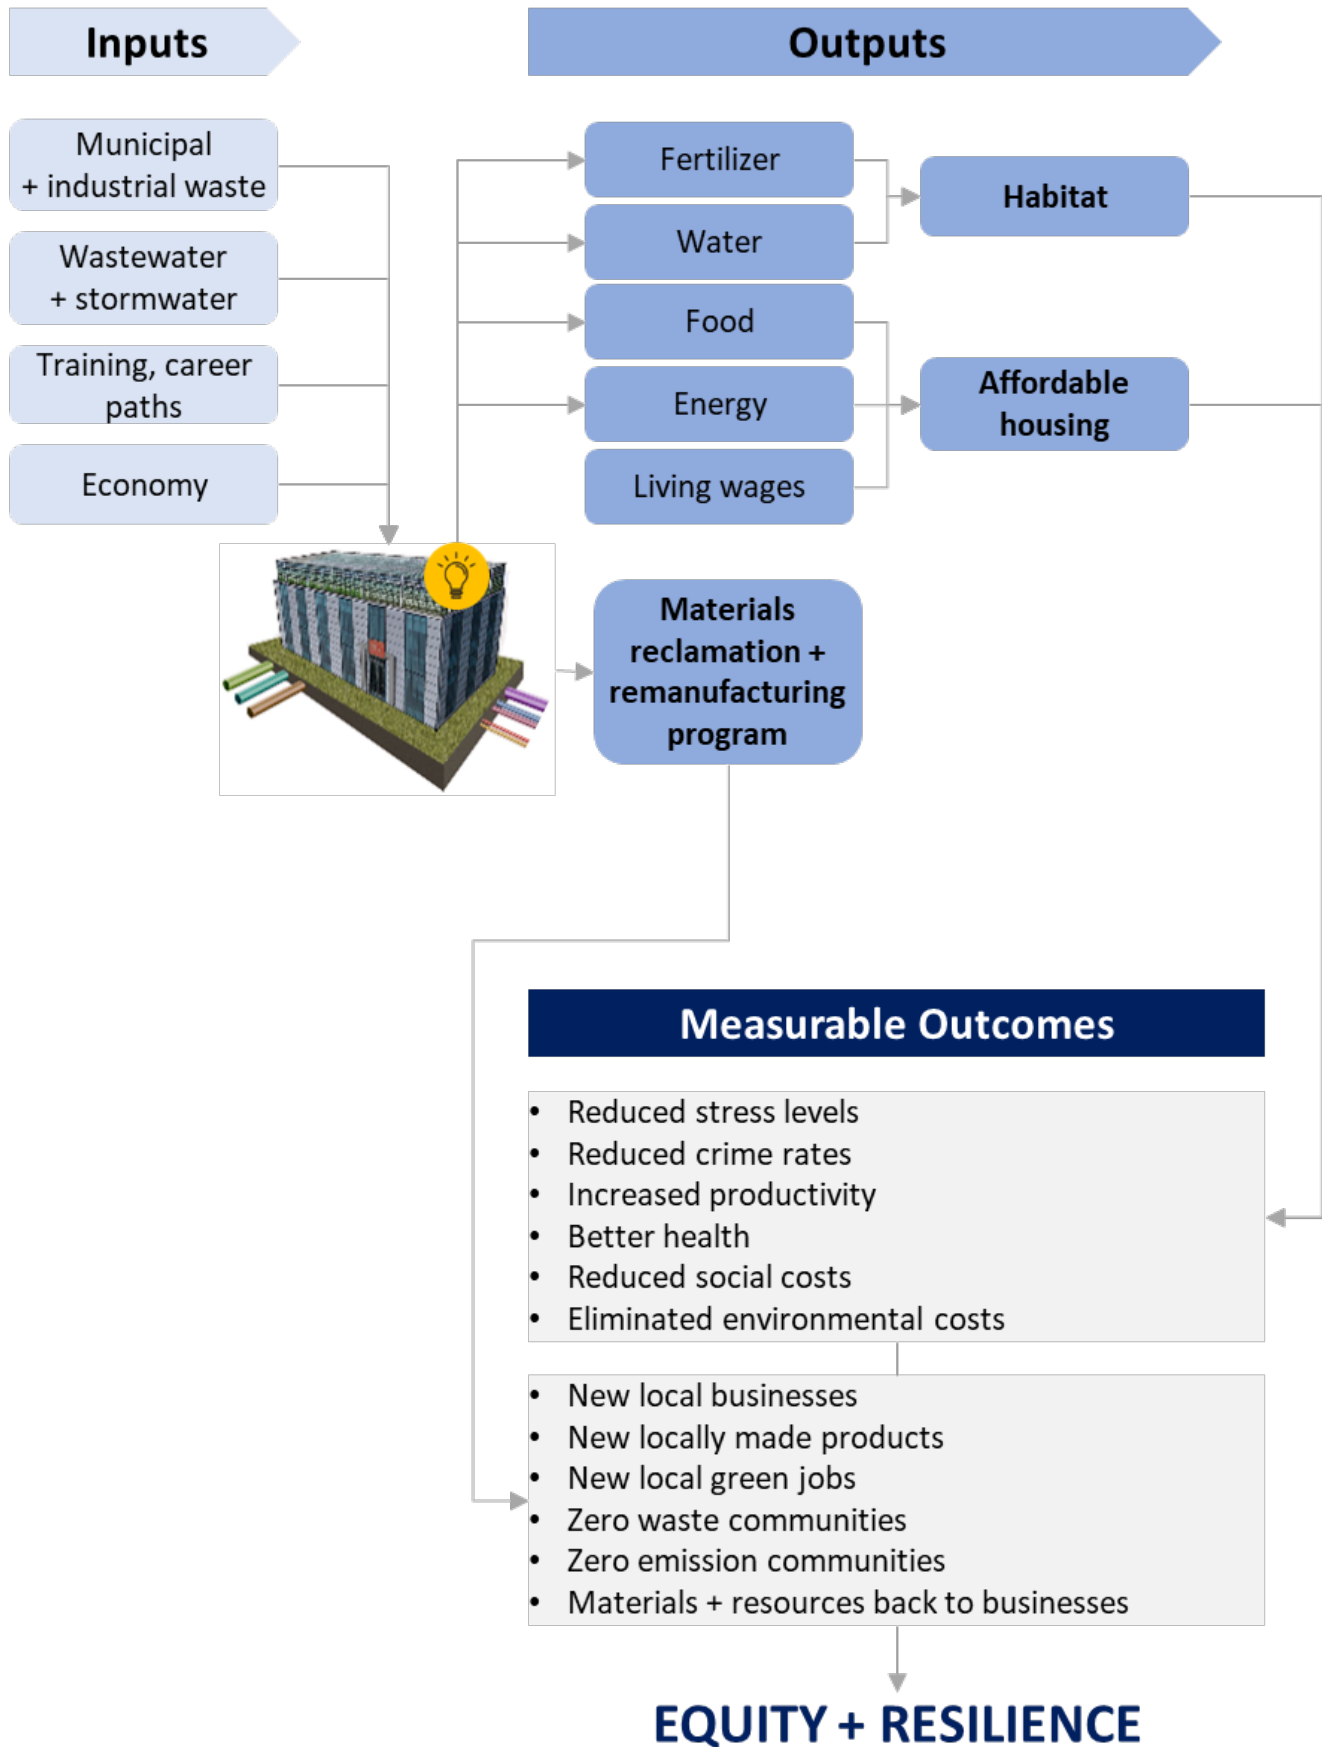 Inputs
Outputs
Municipal
+ industrial waste
Wastewater
+ stormwater
Training, career
paths
Economy
Fertilizer
Water
Food
Energy
Living wages
Habitat
Affordable
housing
Materials
reclamation +
remanufacturing
program
Measurable Outcomes
• Reduced stress levels
• Reduced crime rates
• Increased productivity
• Better health
• Reduced social costs
• Eliminated environmental costs
• New local businesses
• New locally made products
• New local green jobs
• Zero waste communities
• Zero emission communities
• Materials + resources back to businesses
EQUITY + RESILIENCE